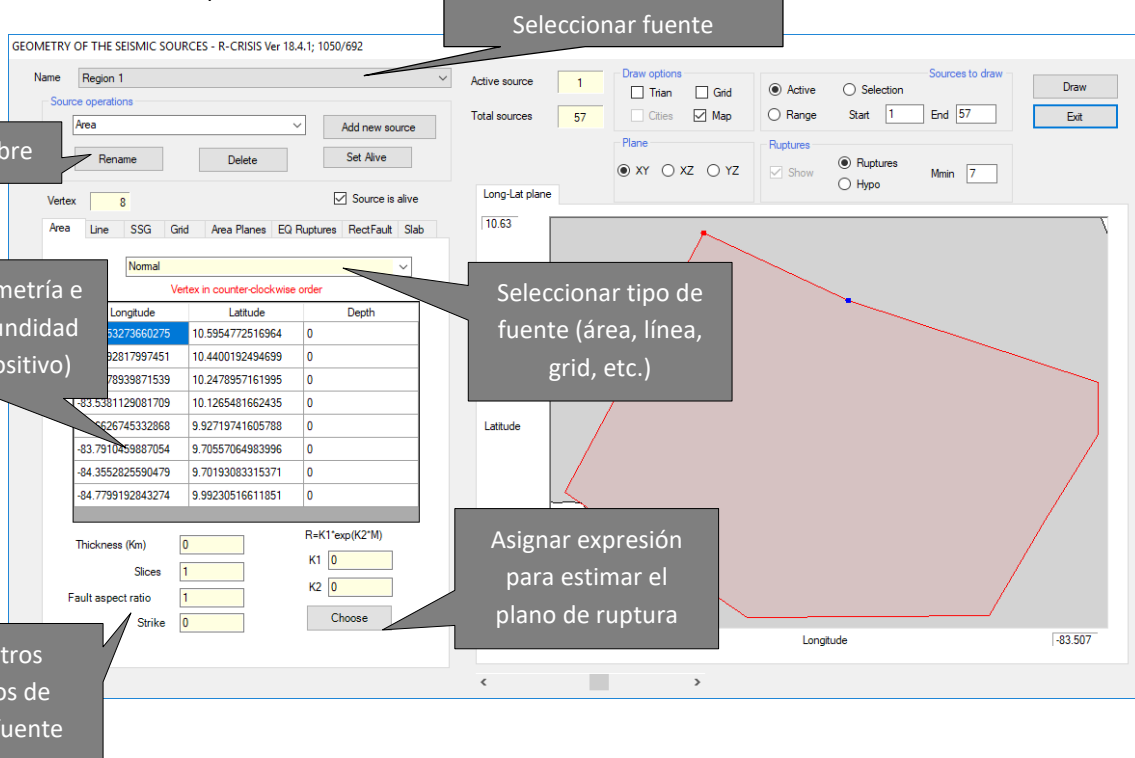 Seleccionar fuente
GEOMETRY OF THE SEISMIC SOURCES - R-CRISIS Ver 18.4.1; 1050/692
Name Region 1
Source operations
Area
Add new source
Rename
Delete
Set Alive
Vertex 8
Source is alive
Area Line SSG Grid Area Planes EQ Ruptures RectFault Slab
Normal
Vertex in counter-clockwise order
Longitude Latitude Depth
53273660275 10.5954772516964 0
92817997451 10.4400192494699 0
78939871539 10.2478957161995 0
-83.5381129081709 10.1265481662435 0
6626745332868 9.92719741605788 0
-83.7910459887054 9.70557064983996 0
-84.3552825590479 9.70193083315371 0
-84.7799192843274 9.99230516611851 0
Thickness (Km) 0
Slices 1
Fault aspect ratio 1
Strike 0
R=K1*exp(K2*M)
K1 0
K2 0
Choose
Active source 1
Total sources 57
Draw options
Trian Grid
Cities Map
Sources to draw
Active Selection
Range Start 1 End 57
Draw
Exit
Plane
XY XZ YZ
Ruptures
Show
Ruptures
Hypo
Mmin 7
Long-Lat plane
10.63
Latitude
Longitude
-83.507
Seleccionar tipo de
fuente (área, línea,
grid, etc.)
Asignar expresión
para estimar el
plano de ruptura
bre
metría e
undidad
ositivo)
tros
os de
uente